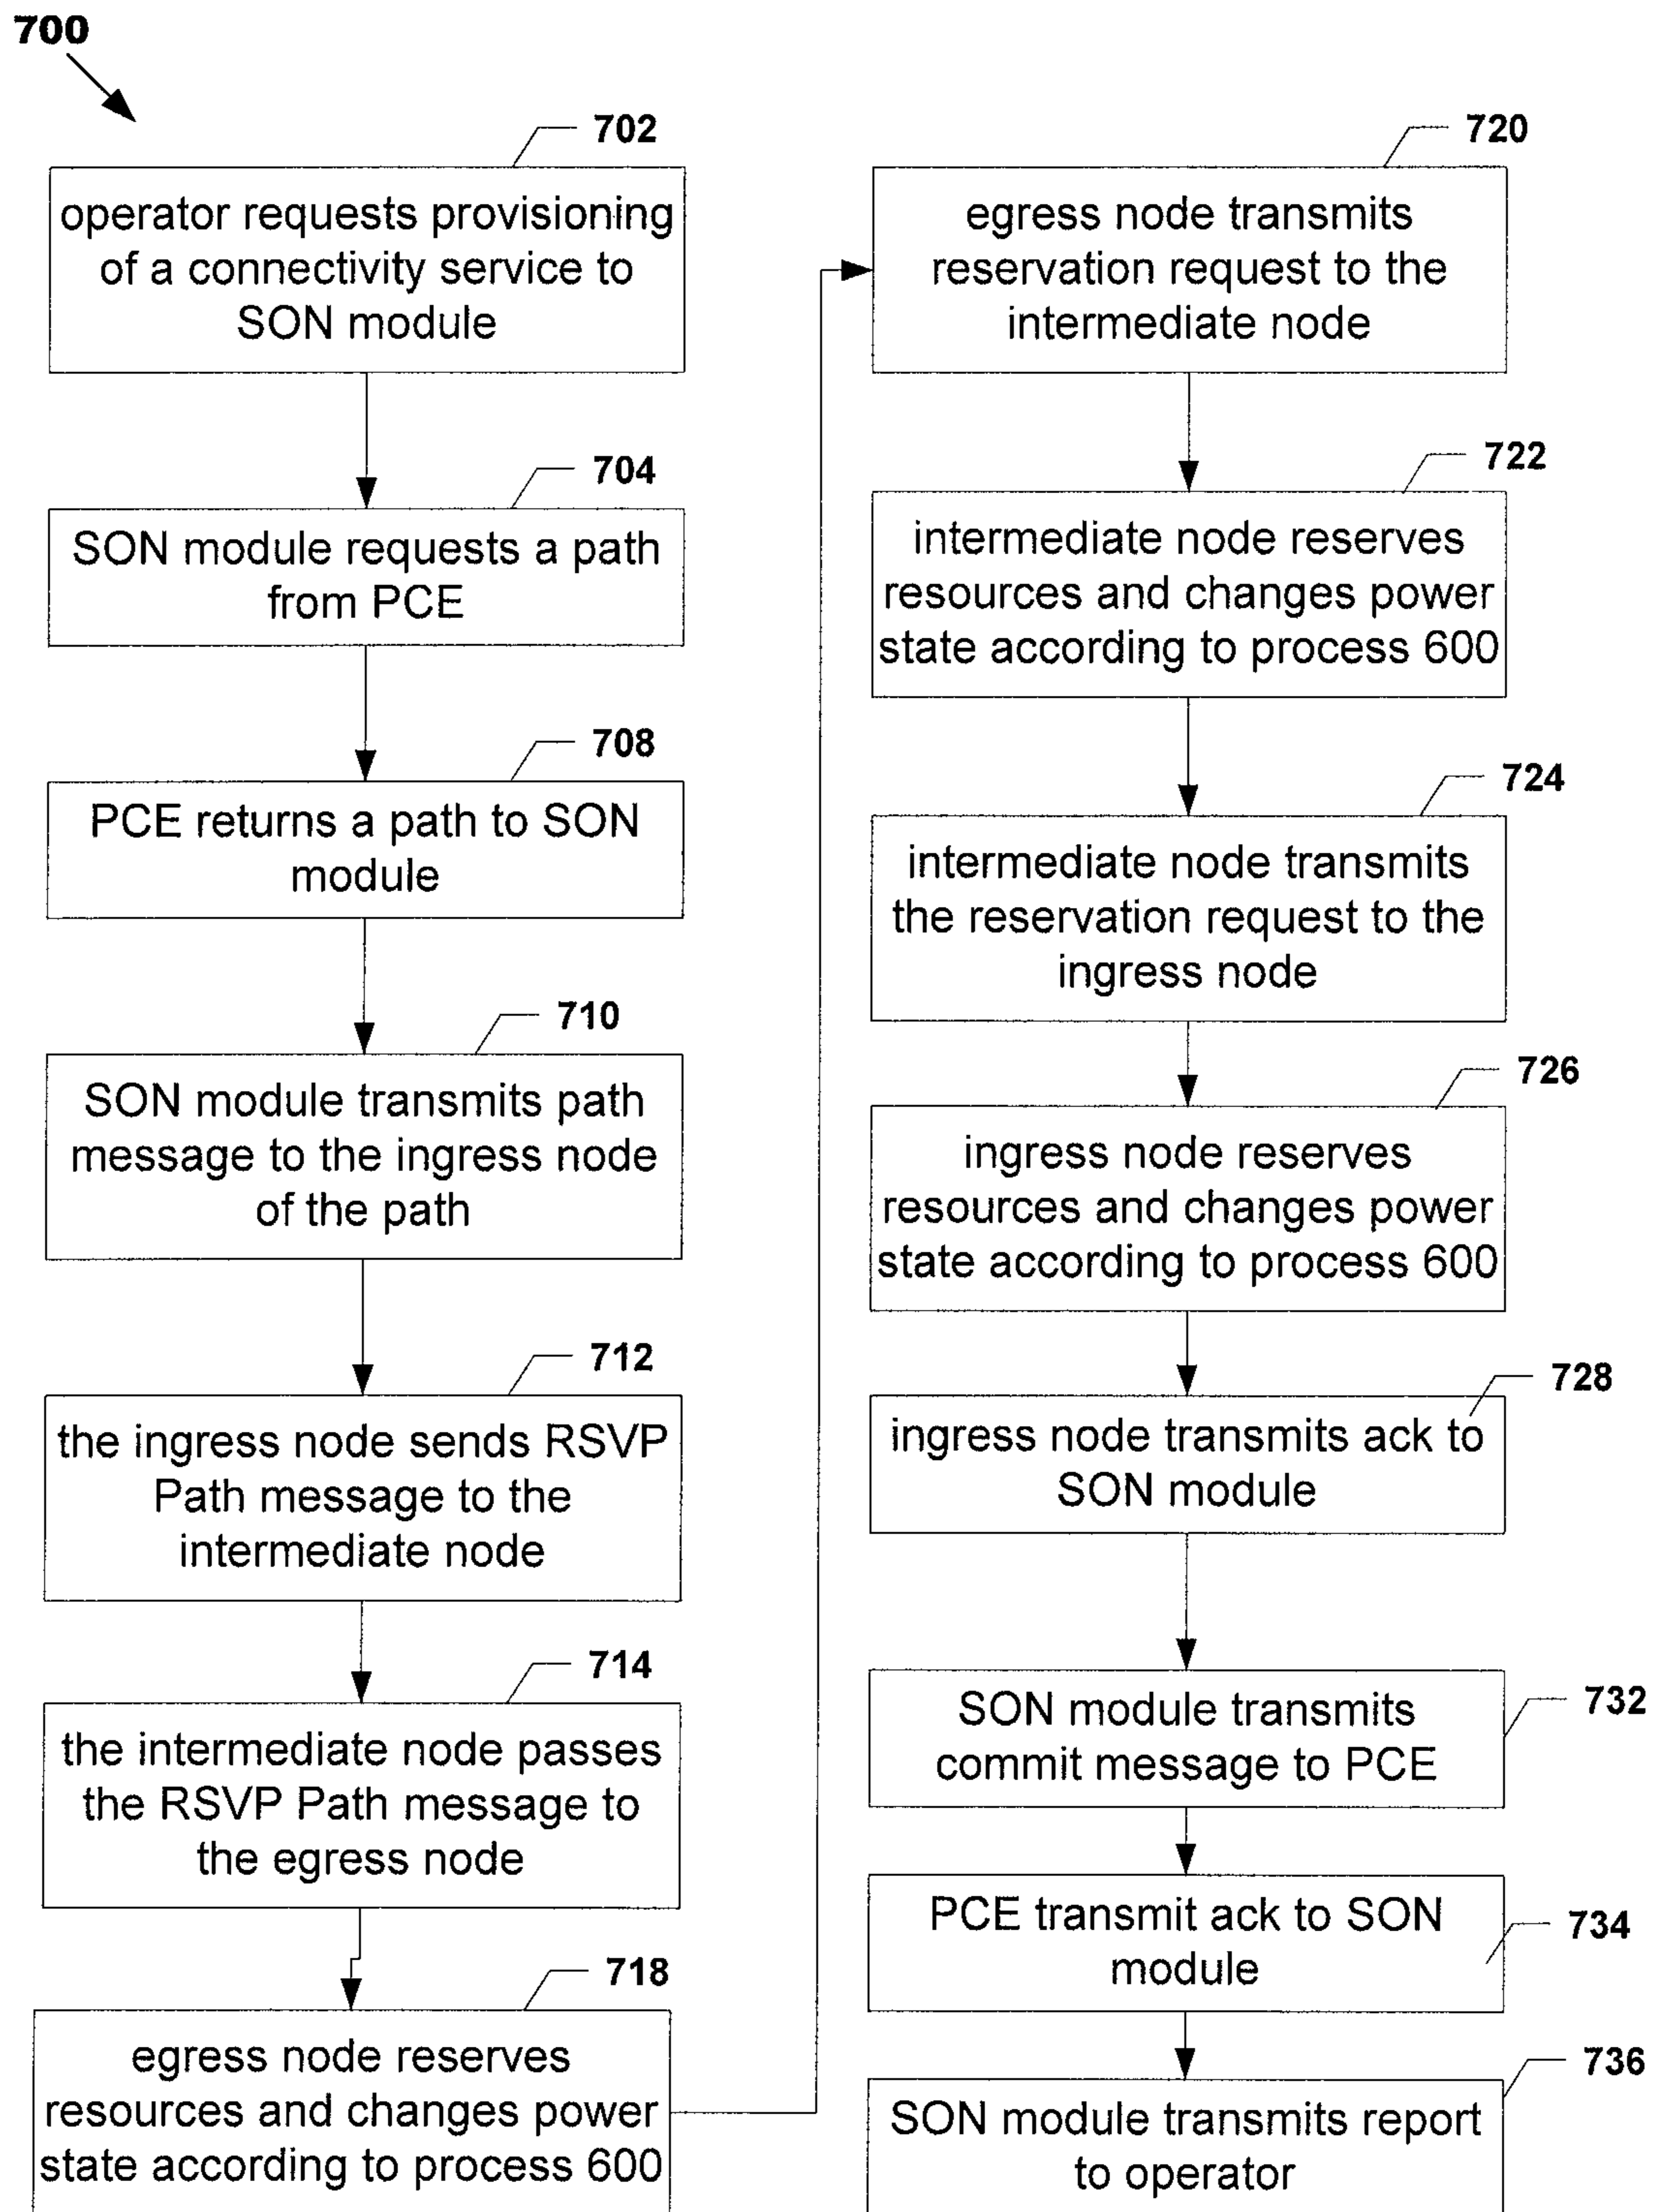 700
702
operator requests provisioning
of a connectivity service to
SON module
704
SON module requests a path
from PCE
708
PCE returns a path to SON
module
710
SON module transmits path
message to the ingress node
of the path
712
the ingress node sends RSVP
Path message to the
intermediate node
714
the intermediate node passes
the RSVP Path message to
the egress node
718
egress node reserves
resources and changes power
state according to process 600
720
egress node transmits
reservation request to the
intermediate node
722
intermediate node reserves
resources and changes power
state according to process 600
724
intermediate node transmits
the reservation request to the
ingress node
726
ingress node reserves
resources and changes power
state according to process 600
728
ingress node transmits ack to
SON module
732
SON module transmits
commit message to PCE
734
PCE transmit ack to SON
module
736
SON module transmits report
to operator